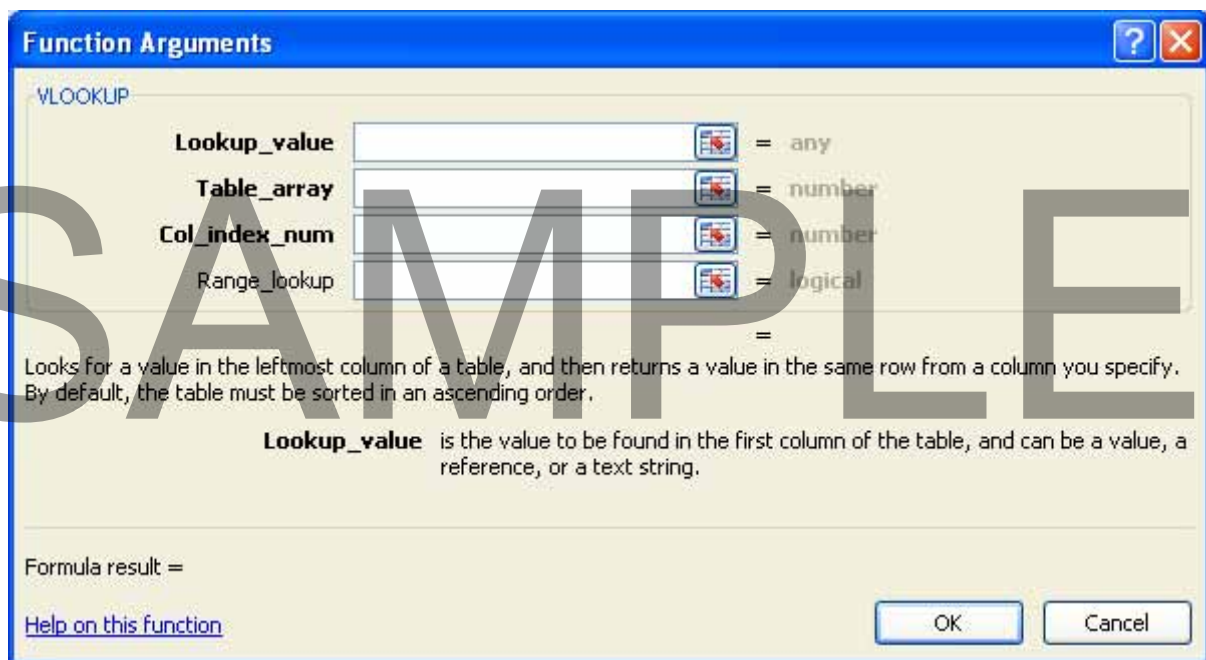 Function Arguments
VLOOKUP
Lookup_value = any
Table_array = number
Col_index_num = number
Range_lookup = logical
=
Looks for a value in the leftmost column of a table, and then returns a value in the same row from a column you specify.
By default, the table must be sorted in an ascending order.
Lookup_value is the value to be found in the first column of the table, and can be a value, a
reference, or a text string.
Formula result =
Help on this function
OK Cancel
SAMPLE